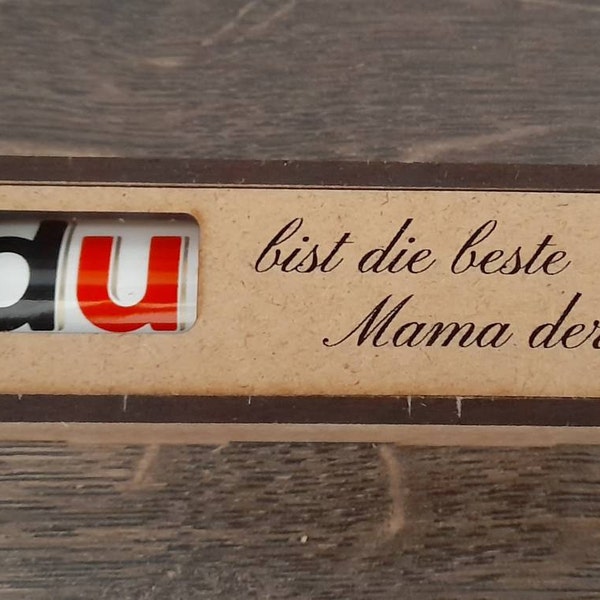 du bist die beste
Mama der